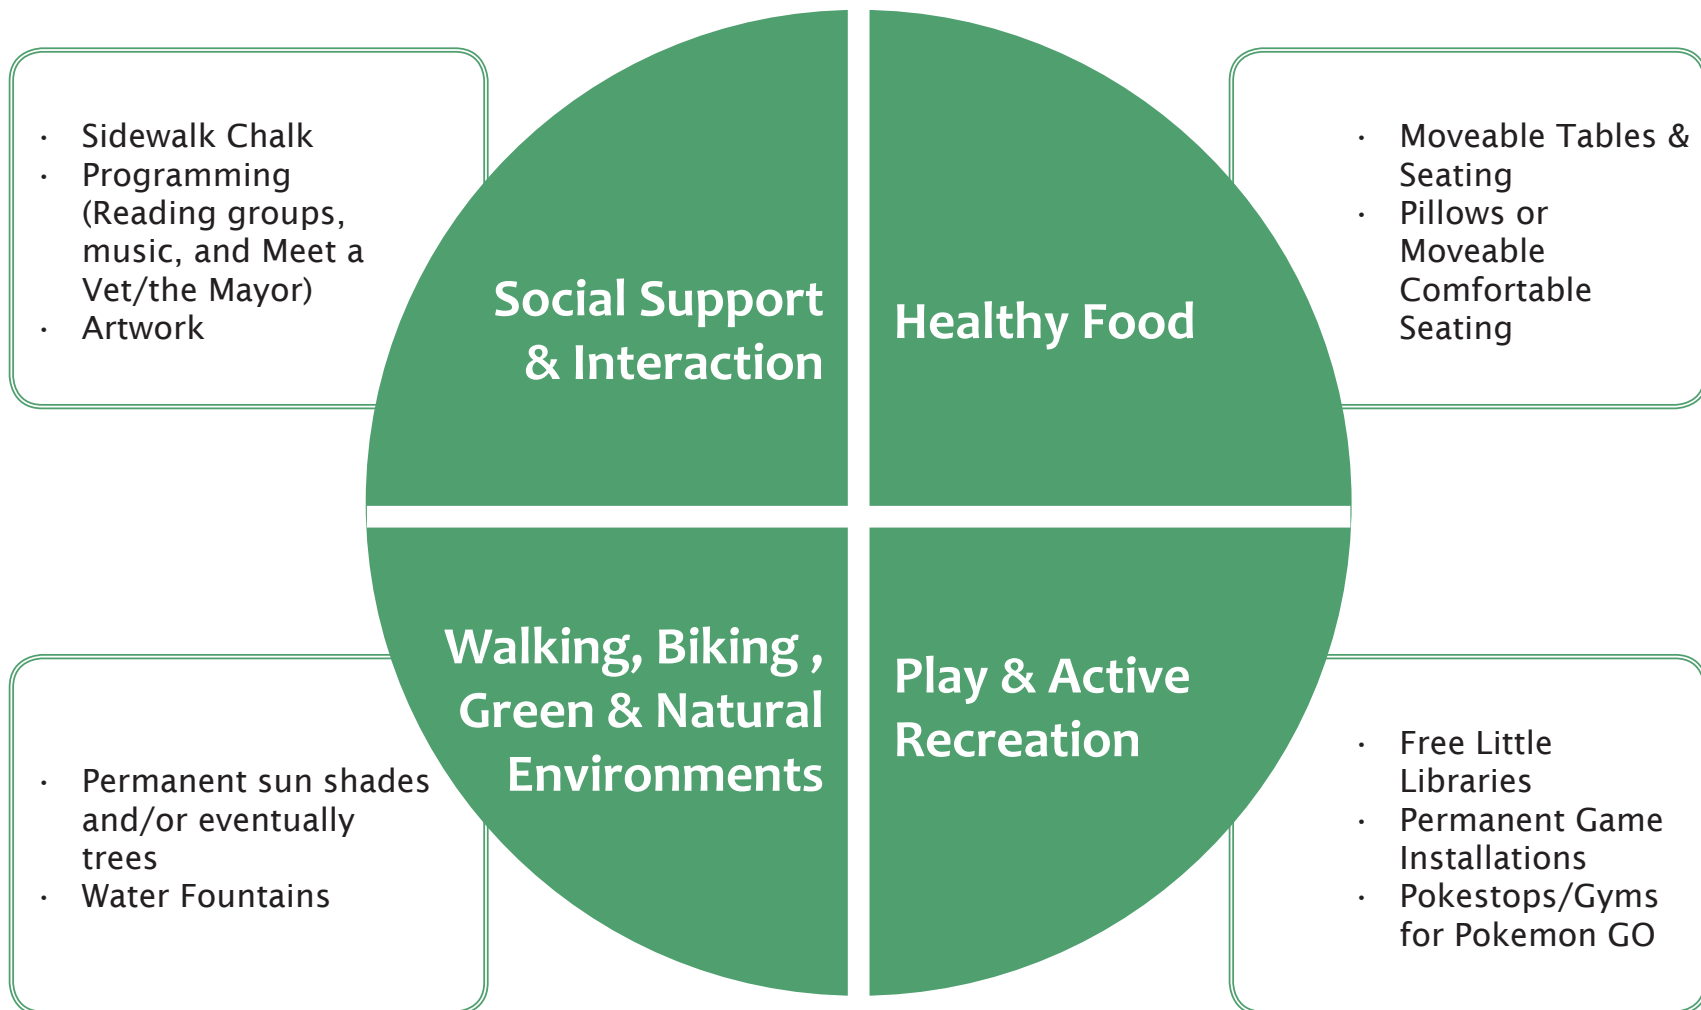 · Sidewalk Chalk
· Programming
(Reading groups,
music, and Meet a
Vet/the Mayor)
· Artwork
Social Support
& Interaction
Healthy Food
· Moveable Tables &
Seating
· Pillows or
Moveable
Comfortable
Seating
· Permanent sun shades
and/or eventually
trees
· Water Fountains
Walking, Biking ,
Green & Natural
Environments
Play & Active
Recreation
· Free Little
Libraries
· Permanent Game
Installations
· Pokestops/Gyms
for Pokemon GO